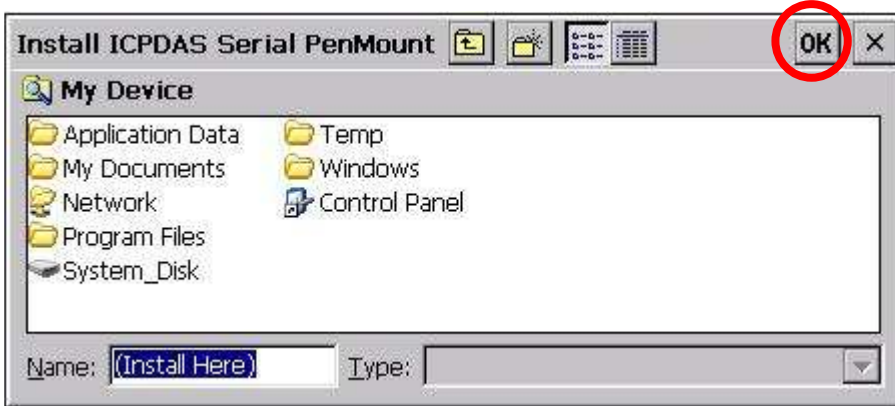 Install ICPDAS Serial PenMount OK ×
My Device
Application Data Temp
My Documents Windows
Network Control Panel
Program Files
System_Disk
Name: (Install Here) Type: